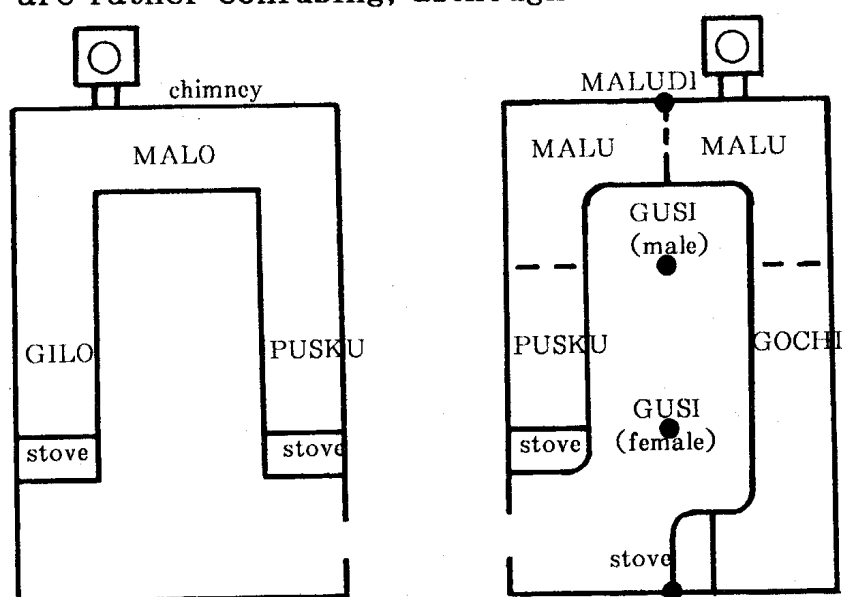 are rather confusing, although
chimney
MALO
GILO
PUSKU
stove
stove
MALUDI
MALU
MALU
GUSI
(male)
PUSKU
GOCHI
GUSI
(female)
stove
stove